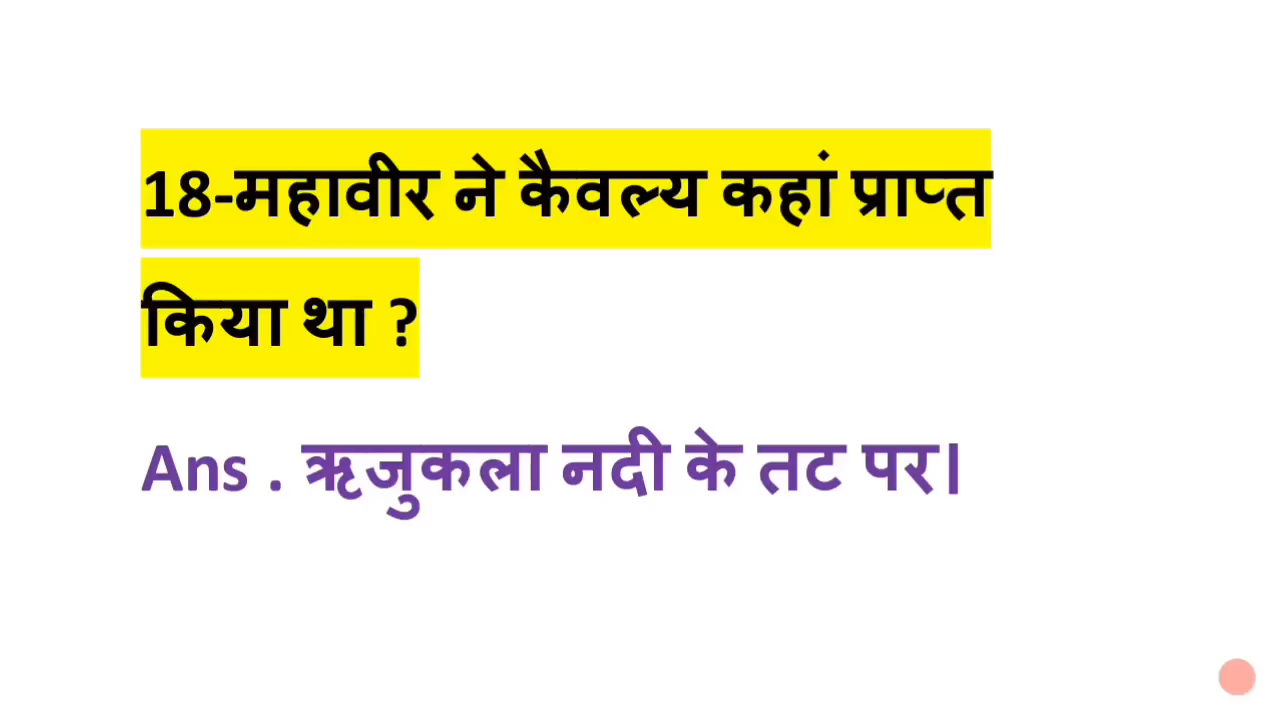 18-महावीर ने कैवल्य कहां प्राप्त
किया था ?
Ans . ऋजुकला नदी के तट पर।